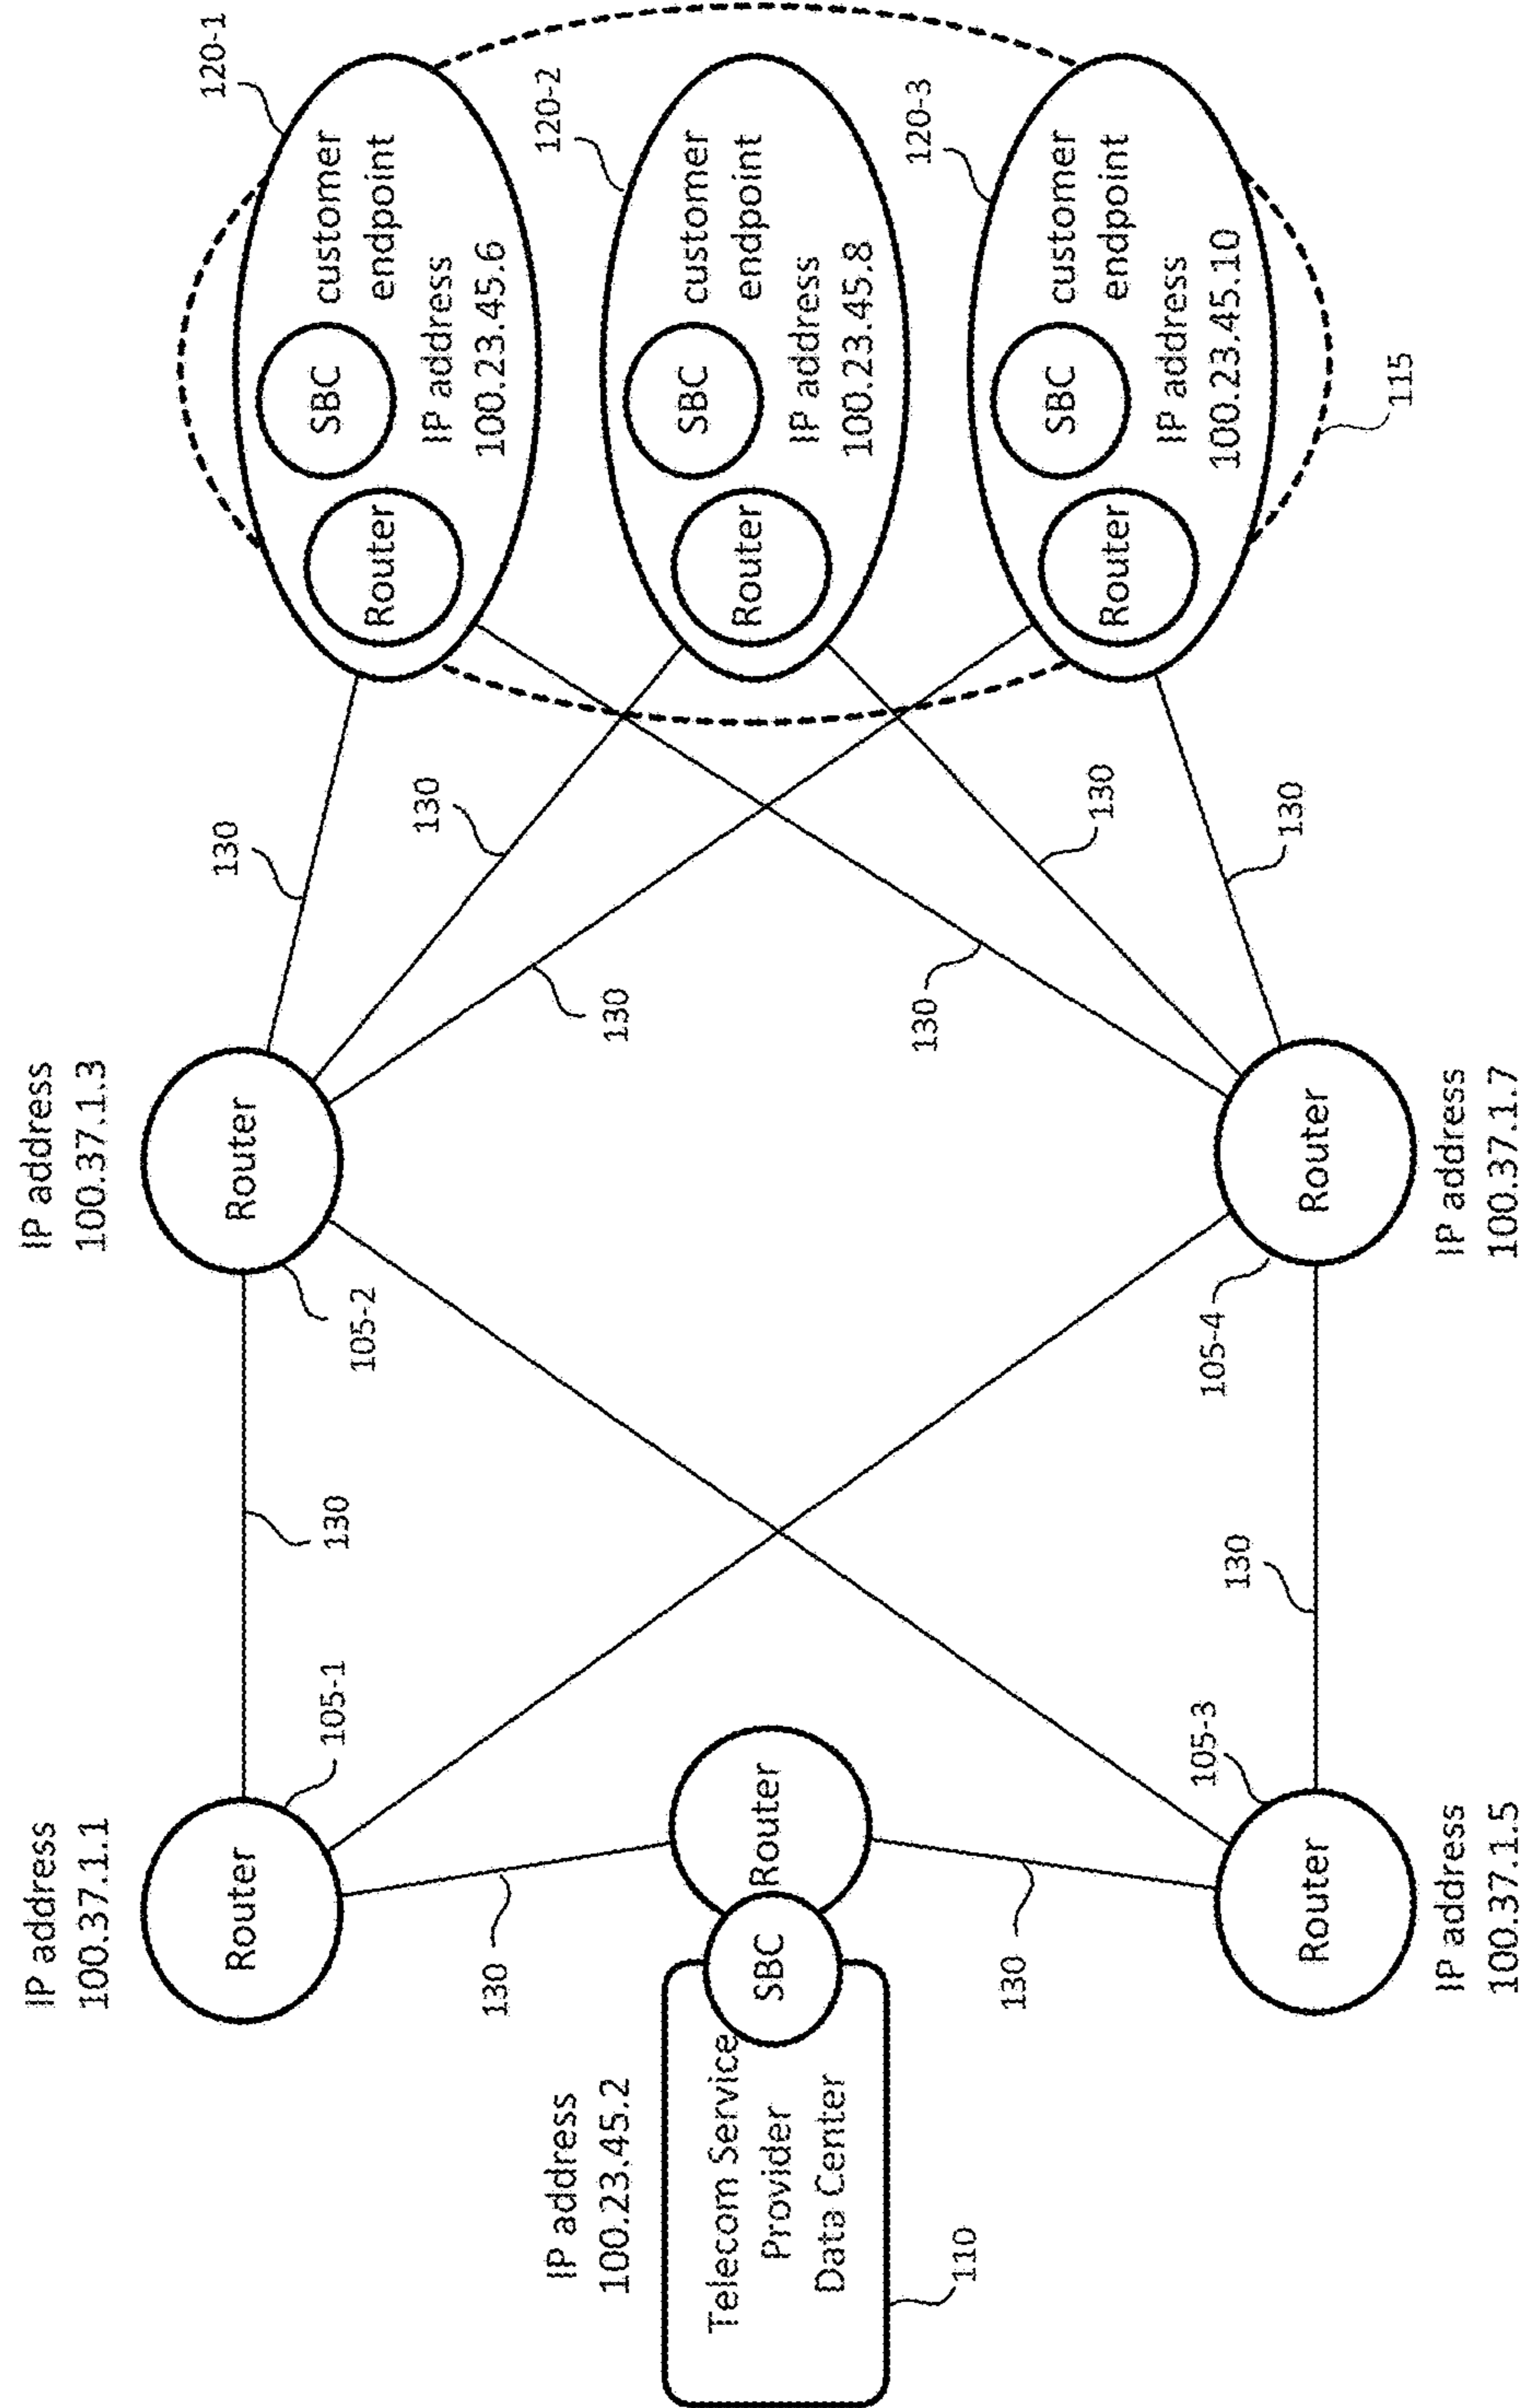 IP address
100.37.1.1
Router
105-1
130
IP address
100.37.1.3
Router
105-2
130
IP address
100.23.45.2
Telecom Service
Provider
Data Center
110
SBC
Router
130
130
IP address
100.37.1.5
Router
105-3
130
IP address
100.37.1.7
Router
105-4
130
130
130
130
130
130
120-1
Router
SBC
customer
endpoint
IP address
100.23.45.6
120-2
Router
SBC
customer
endpoint
IP address
100.23.45.8
120-3
Router
SBC
customer
endpoint
IP address
100.23.45.10
115